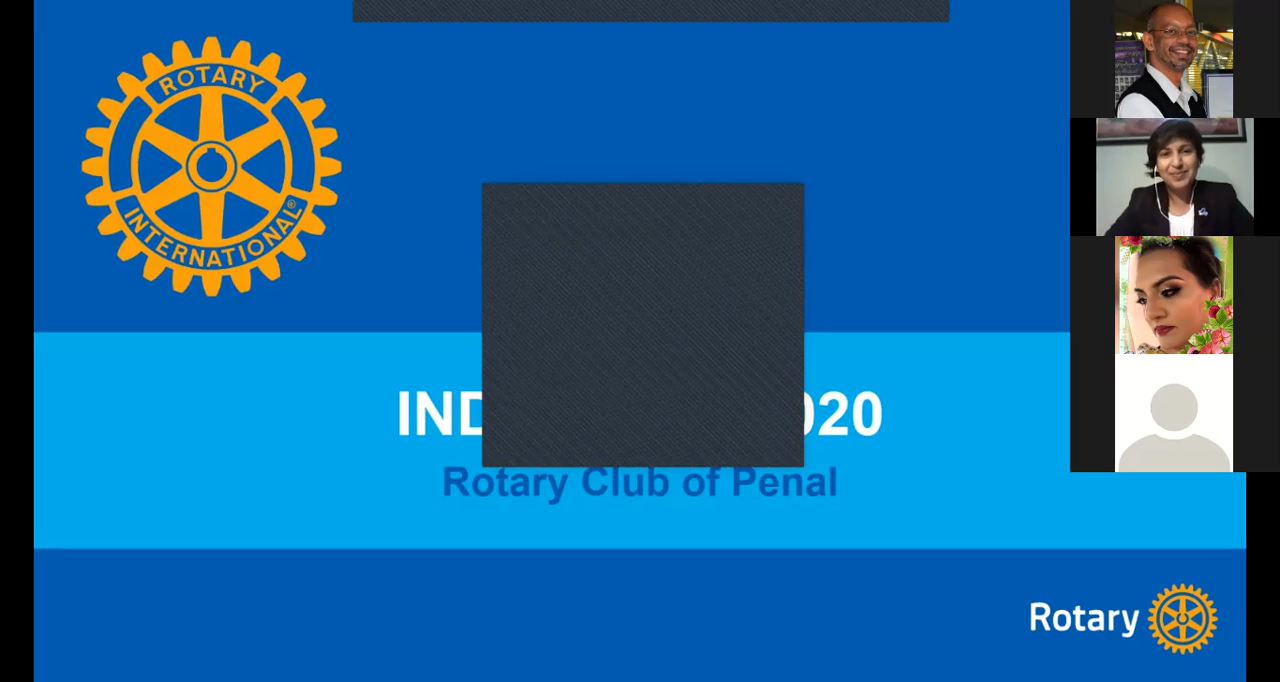 ROTARY
INTERNATIONAL®
IND 020
Rotary Club of Penal
Rotary